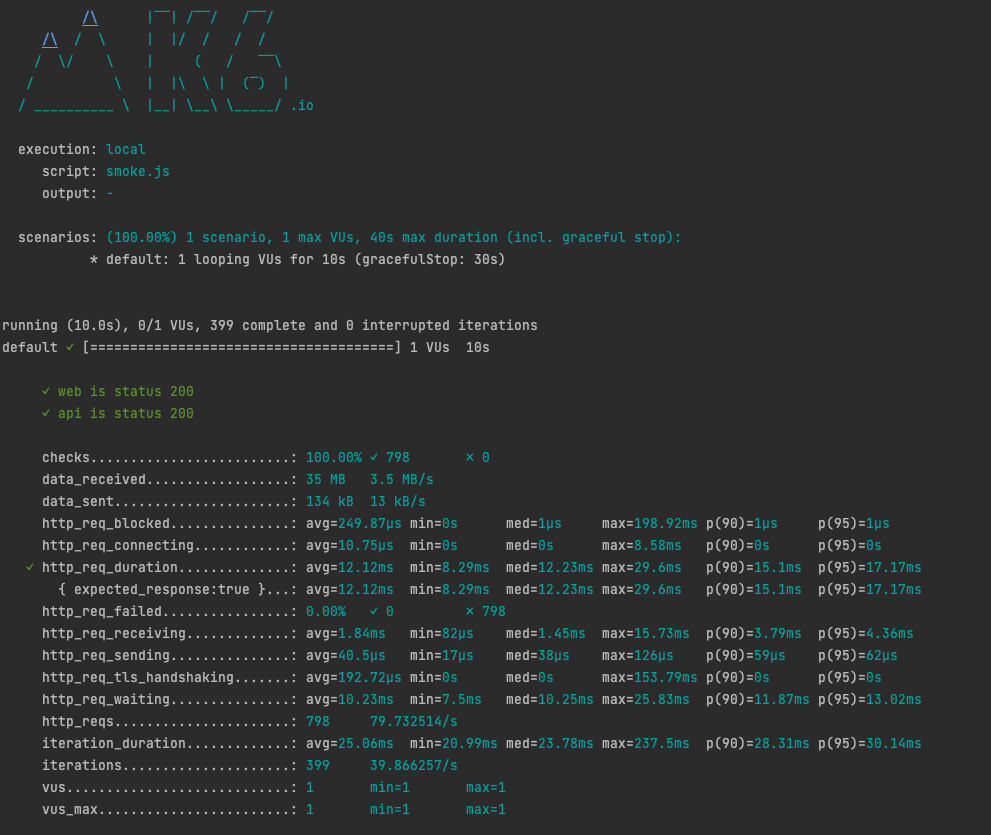 /\      |‾‾| /‾‾/   /‾‾/
     /\  /  \     |  |/  /   /  /
    /  \/    \    |     (   /   ‾‾\
   /          \   |  |\  \ |  (‾)  |
  / __________ \  |__| \__\ \_____/ .io
  execution: local
     script: smoke.js
     output: -
  scenarios: (100.00%) 1 scenario, 1 max VUs, 40s max duration (incl. graceful stop):
           * default: 1 looping VUs for 10s (gracefulStop: 30s)
running (10.0s), 0/1 VUs, 399 complete and 0 interrupted iterations
default ✓ [======================================] 1 VUs  10s
     ✓ web is status 200
     ✓ api is status 200
     checks.........................: 100.00% ✓ 798       ✗ 0
     data_received..................: 35 MB   3.5 MB/s
     data_sent......................: 134 kB  13 kB/s
     http_req_blocked...............: avg=249.87µs min=0s      med=1µs     max=198.92ms p(90)=1µs     p(95)=1µs
     http_req_connecting............: avg=10.75µs  min=0s      med=0s      max=8.58ms   p(90)=0s      p(95)=0s
   ✓ http_req_duration..............: avg=12.12ms  min=8.29ms  med=12.23ms max=29.6ms   p(90)=15.1ms  p(95)=17.17ms
       { expected_response:true }...: avg=12.12ms  min=8.29ms  med=12.23ms max=29.6ms   p(90)=15.1ms  p(95)=17.17ms
     http_req_failed................: 0.00%   ✓ 0         ✗ 798
     http_req_receiving.............: avg=1.84ms   min=82µs    med=1.45ms  max=15.73ms  p(90)=3.79ms  p(95)=4.36ms
     http_req_sending...............: avg=40.5µs   min=17µs    med=38µs    max=126µs    p(90)=59µs    p(95)=62µs
     http_req_tls_handshaking.......: avg=192.72µs min=0s      med=0s      max=153.79ms p(90)=0s      p(95)=0s
     http_req_waiting...............: avg=10.23ms  min=7.5ms   med=10.25ms max=25.83ms  p(90)=11.87ms p(95)=13.02ms
     http_reqs......................: 798     79.732514/s
     iteration_duration.............: avg=25.06ms  min=20.99ms med=23.78ms max=237.5ms  p(90)=28.31ms p(95)=30.14ms
     iterations.....................: 399     39.866257/s
     vus............................: 1       min=1       max=1
     vus_max........................: 1       min=1       max=1